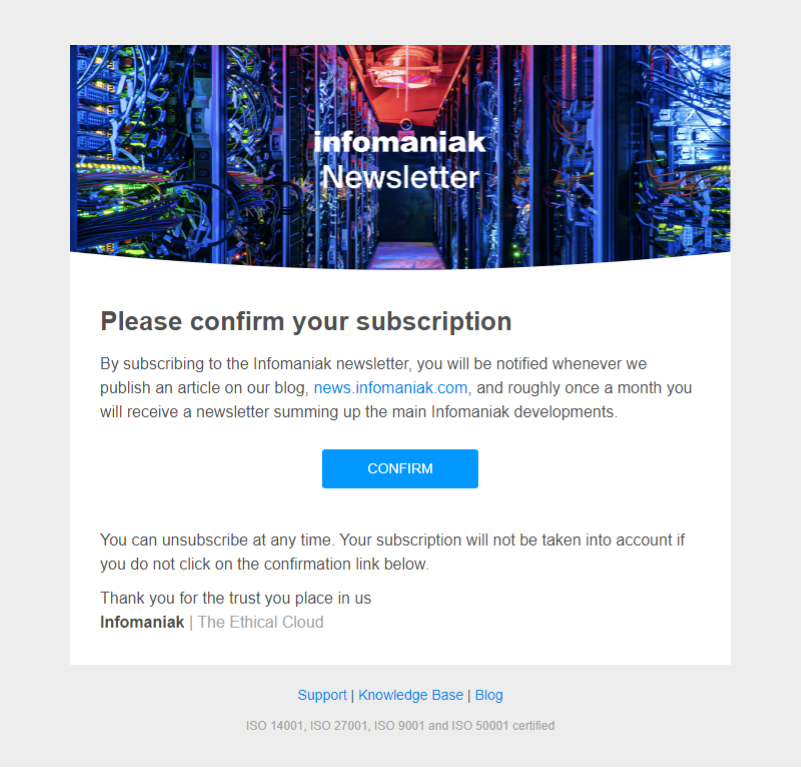 infomaniak
Newsletter
Please confirm your subscription
By subscribing to the Infomaniak newsletter, you will be notified whenever we
publish an article on our blog, news.infomaniak.com, and roughly once a month you
will receive a newsletter summing up the main Infomaniak developments.
CONFIRM
You can unsubscribe at any time. Your subscription will not be taken into account if
you do not click on the confirmation link below.
Thank you for the trust you place in us
Infomaniak | The Ethical Cloud
Support | Knowledge Base | Blog
ISO 14001, ISO 27001, ISO 9001 and ISO 50001 certified